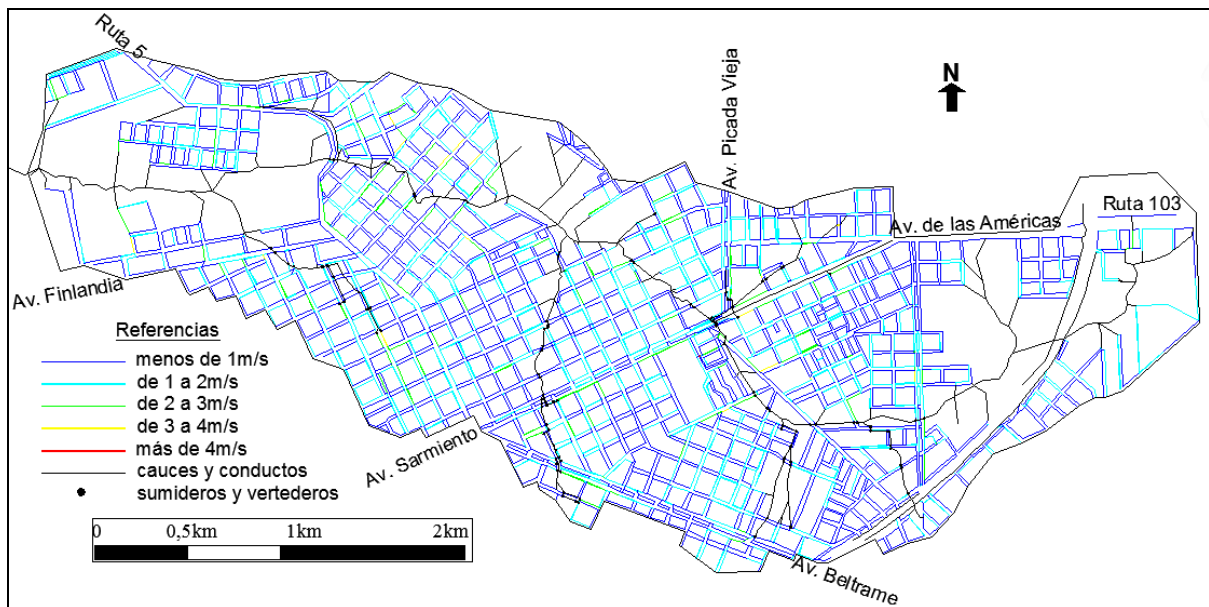 Ruta 5
Av. Picada Vieja
N
Ruta 103
Av. de las Américas
Av. Finlandia
Referencias
menos de 1m/s
de 1 a 2m/s
de 2 a 3m/s
de 3 a 4m/s
más de 4m/s
cauces y conductos
sumideros y vertederos
Av. Sarmiento
0 0,5km 1km 2km
Av. Beltrame